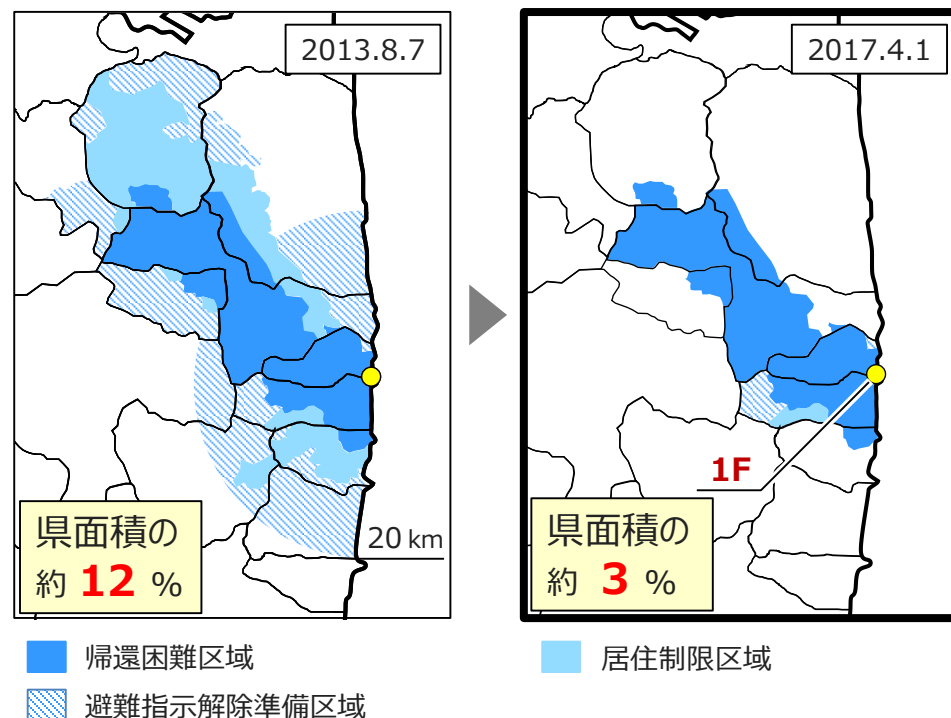 2013.8.7
2017.4.1
1F
県面積の
約 12 %
20 km
県面積の
約 3 %
帰還困難区域
居住制限区域
避難指示解除準備区域